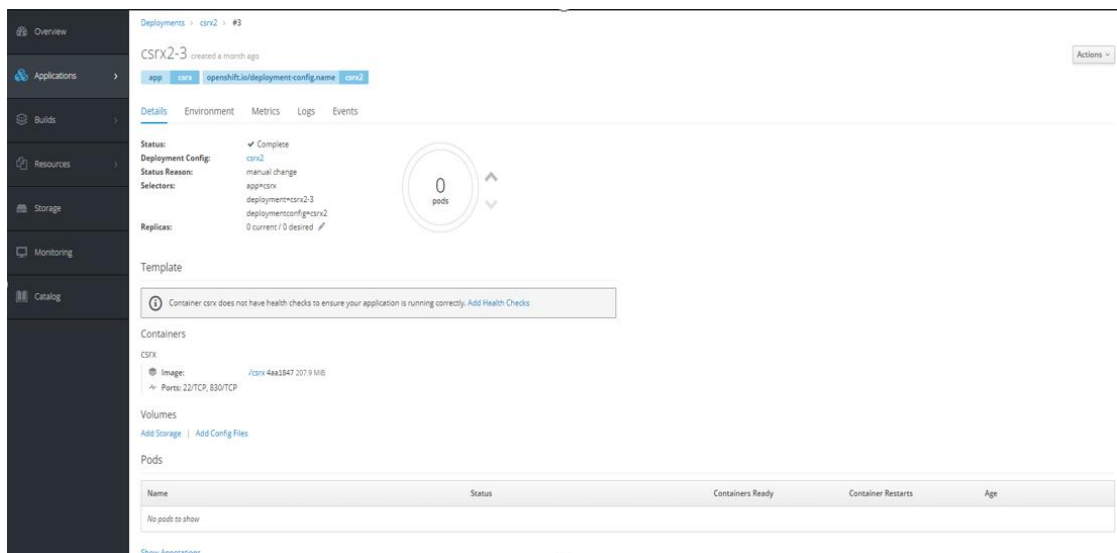 Overview
Applications
Builds
Resources
Storage
Monitoring
Catalog
Deployments > csrx2 > #3
csrx2-3 created a month ago
Actions
app csrx openshift.io/deployment-config.name csrx2
Details Environment Metrics Logs Events
Status: Complete
Deployment Config: csrx2
Status Reason: manual change
Selectors: app=csrx
deployment=csrx2-3
deploymentconfig=csrx2
Replicas: 0 current / 0 desired
0
pods
Template
Container csrx does not have health checks to ensure your application is running correctly. Add Health Checks
Containers
csrx
Image: /csrx 4aa1847 207.9 MiB
Ports: 22/TCP, 830/TCP
Volumes
Add Storage | Add Config Files
Pods
Name Status Containers Ready Container Restarts Age
No pods to show
Show Annotations